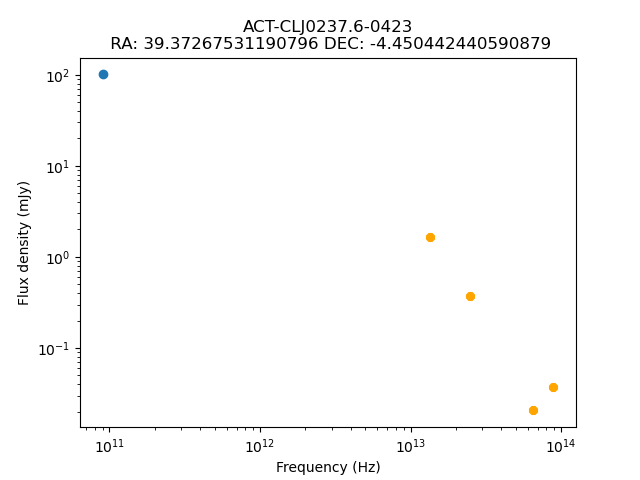 ACT-CLJ0237.6-0423
RA: 39.37267531190796 DEC: -4.450442440590879
Flux density (mJy)
10²
10¹
10⁰
10⁻¹
10¹¹ 10¹² 10¹³ 10¹⁴
Frequency (Hz)